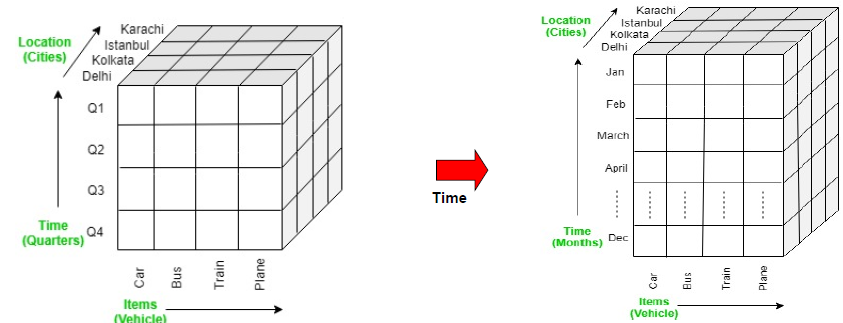 Karachi
Location
(Cities)
Istanbul
Kolkata
Delhi
Q1
Q2
Q3
Q4
Time
(Quarters)
Car
Bus
Train
Plane
Items
(Vehicle)
Time
Karachi
Location
(Cities)
Istanbul
Kolkata
Delhi
Jan
Feb
March
April
Dec
Time
(Months)
Car
Bus
Train
Plane
Items
(Vehicle)